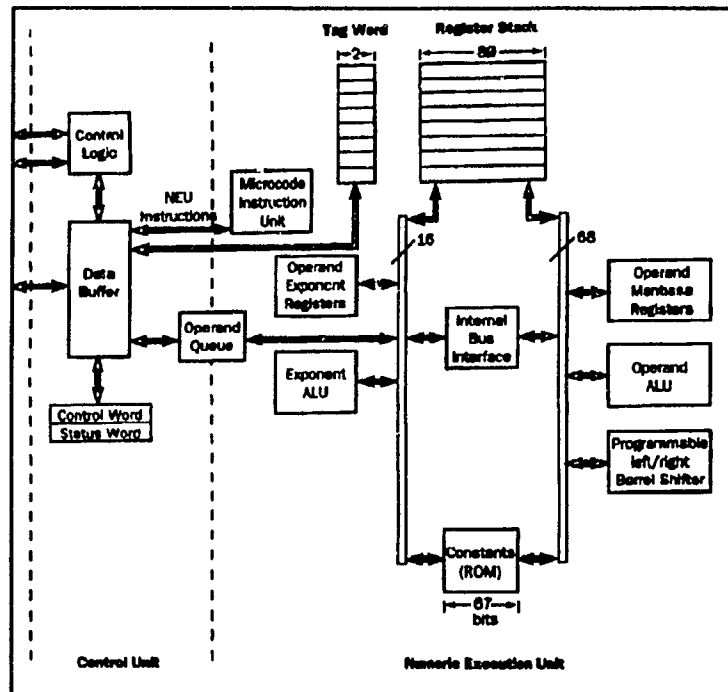 Tag Word
Register Stack
2
Control
Logic
NEU
Instructions
Microcode
Instruction
Unit
16
68
Data
Buffer
Operand
Exponent
Registers
Operand
Mantissa
Registers
Operand
Queue
Internal
Bus
Interface
Exponent
ALU
Operand
ALU
Control Word
Status Word
Programmable
left/right
Barrel Shifter
Constants
(ROM)
67
bits
Control Unit
Numeric Execution Unit